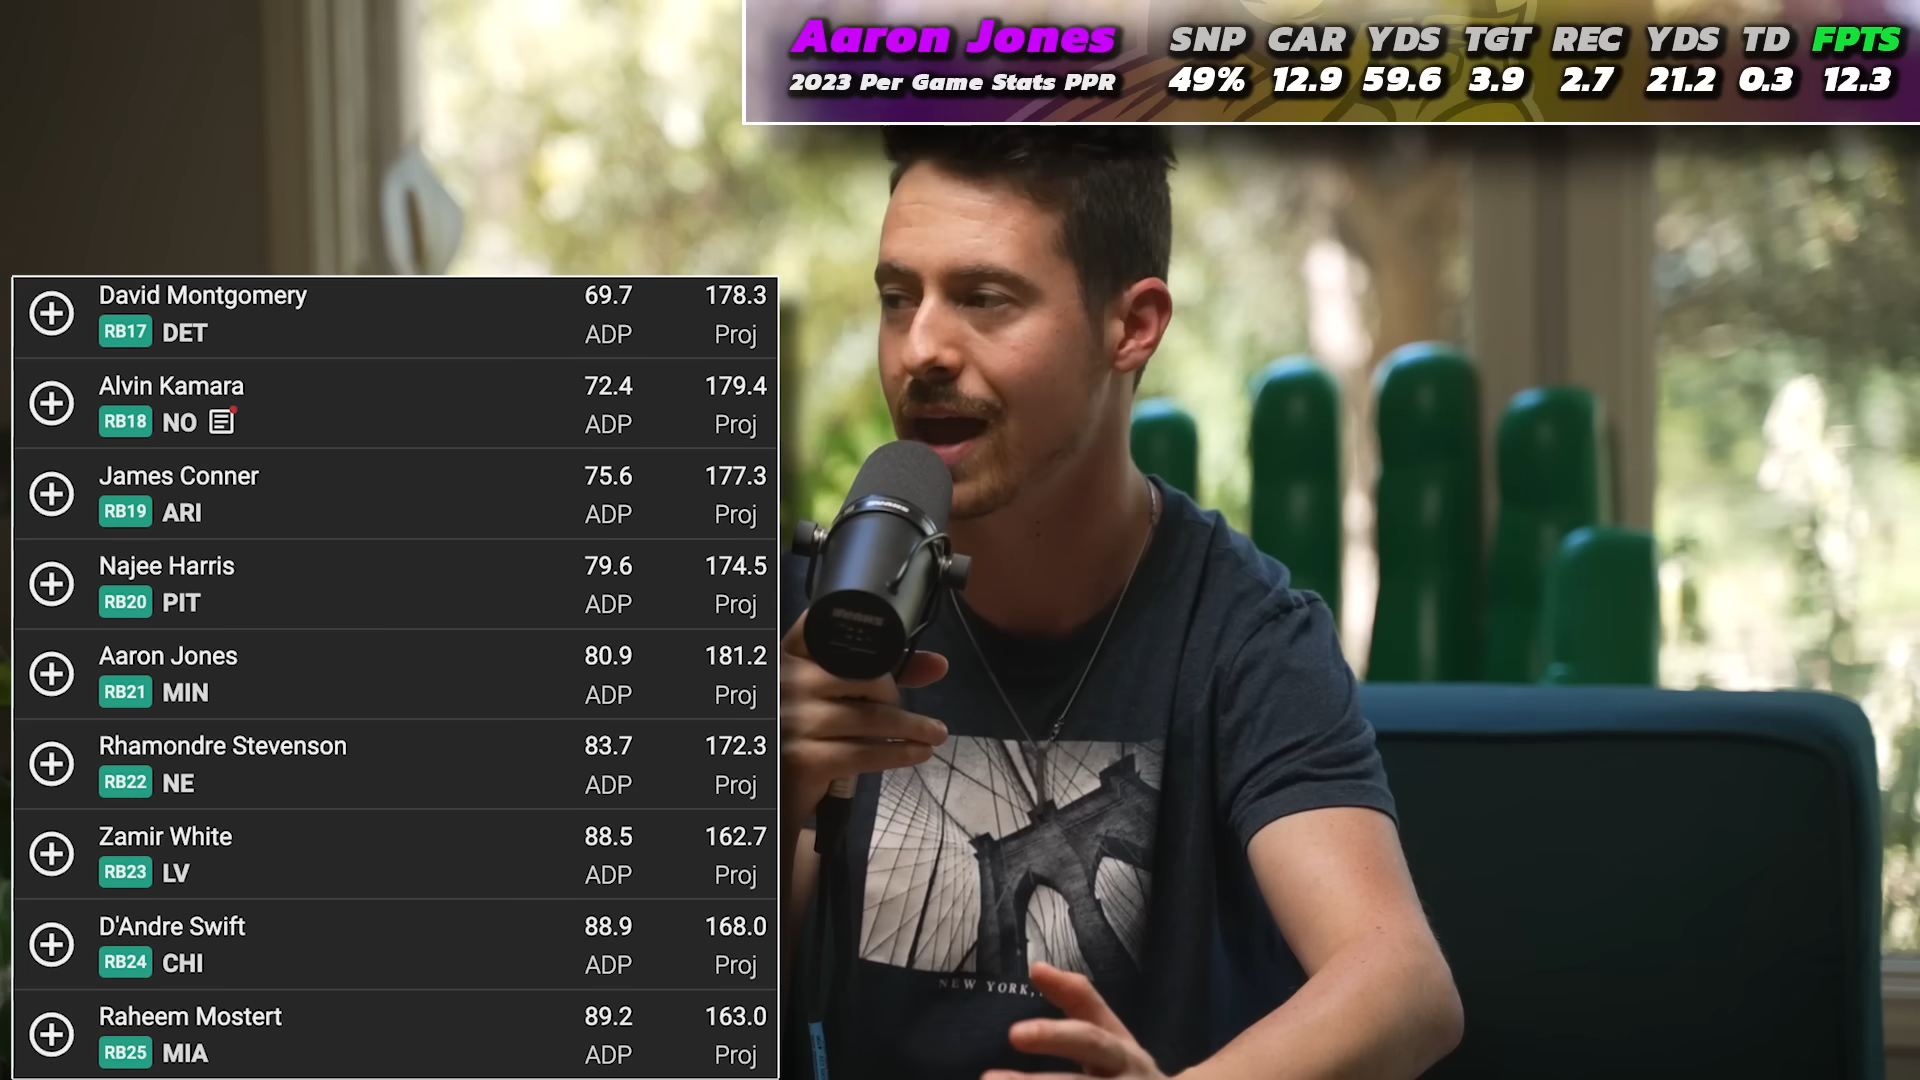 Aaron Jones
2023 Per Game Stats PPR
SNP CAR YDS TGT REC YDS TD FPTS
49% 12.9 59.6 3.9 2.7 21.2 0.3 12.3
David Montgomery 69.7 178.3
RB17 DET ADP Proj
Alvin Kamara 72.4 179.4
RB18 NO ADP Proj
James Conner 75.6 177.3
RB19 ARI ADP Proj
Najee Harris 79.6 174.5
RB20 PIT ADP Proj
Aaron Jones 80.9 181.2
RB21 MIN ADP Proj
Rhamondre Stevenson 83.7 172.3
RB22 NE ADP Proj
Zamir White 88.5 162.7
RB23 LV ADP Proj
D'Andre Swift 88.9 168.0
RB24 CHI ADP Proj
Raheem Mostert 89.2 163.0
RB25 MIA ADP Proj
NEW YORK,